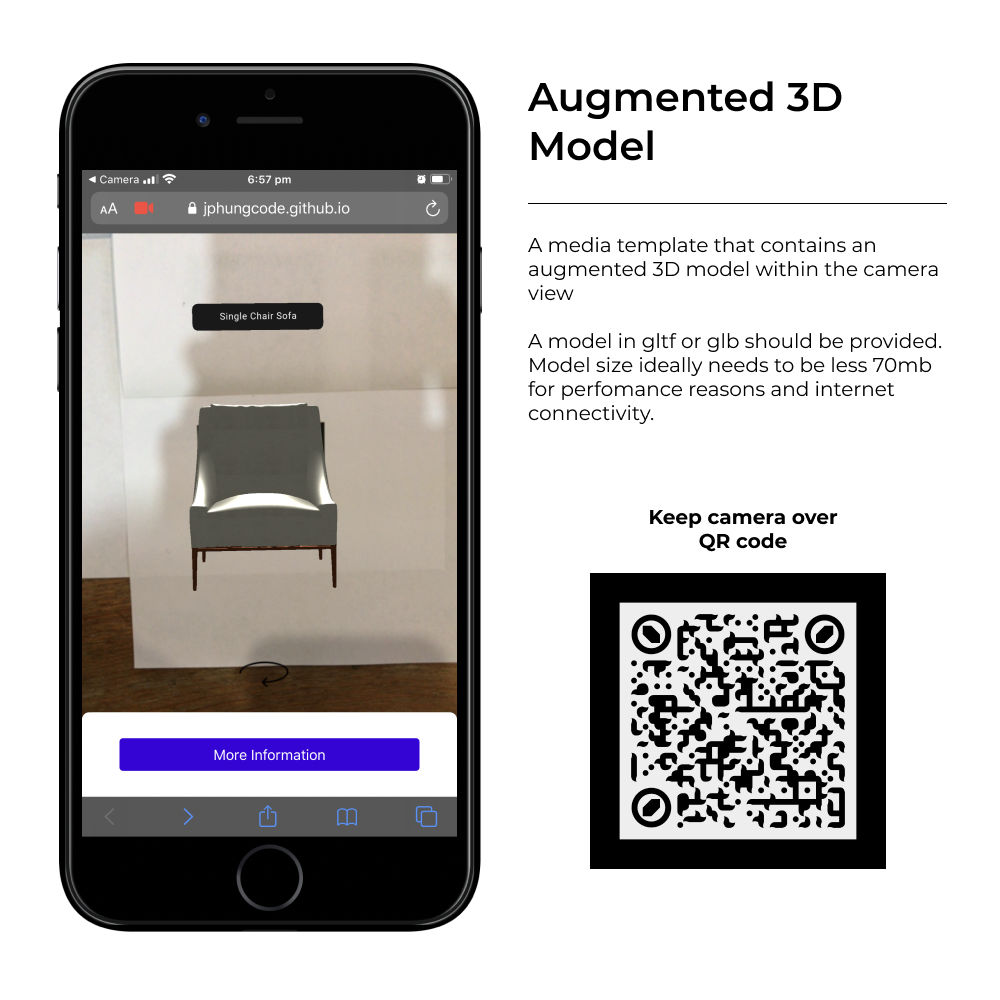 Camera
6:57 pm
AA
jphungcode.github.io
Single Chair Sofa
More Information
Augmented 3D
Model
A media template that contains an
augmented 3D model within the camera
view
A model in gltf or glb should be provided.
Model size ideally needs to be less 70mb
for perfomance reasons and internet
connectivity.
Keep camera over
QR code